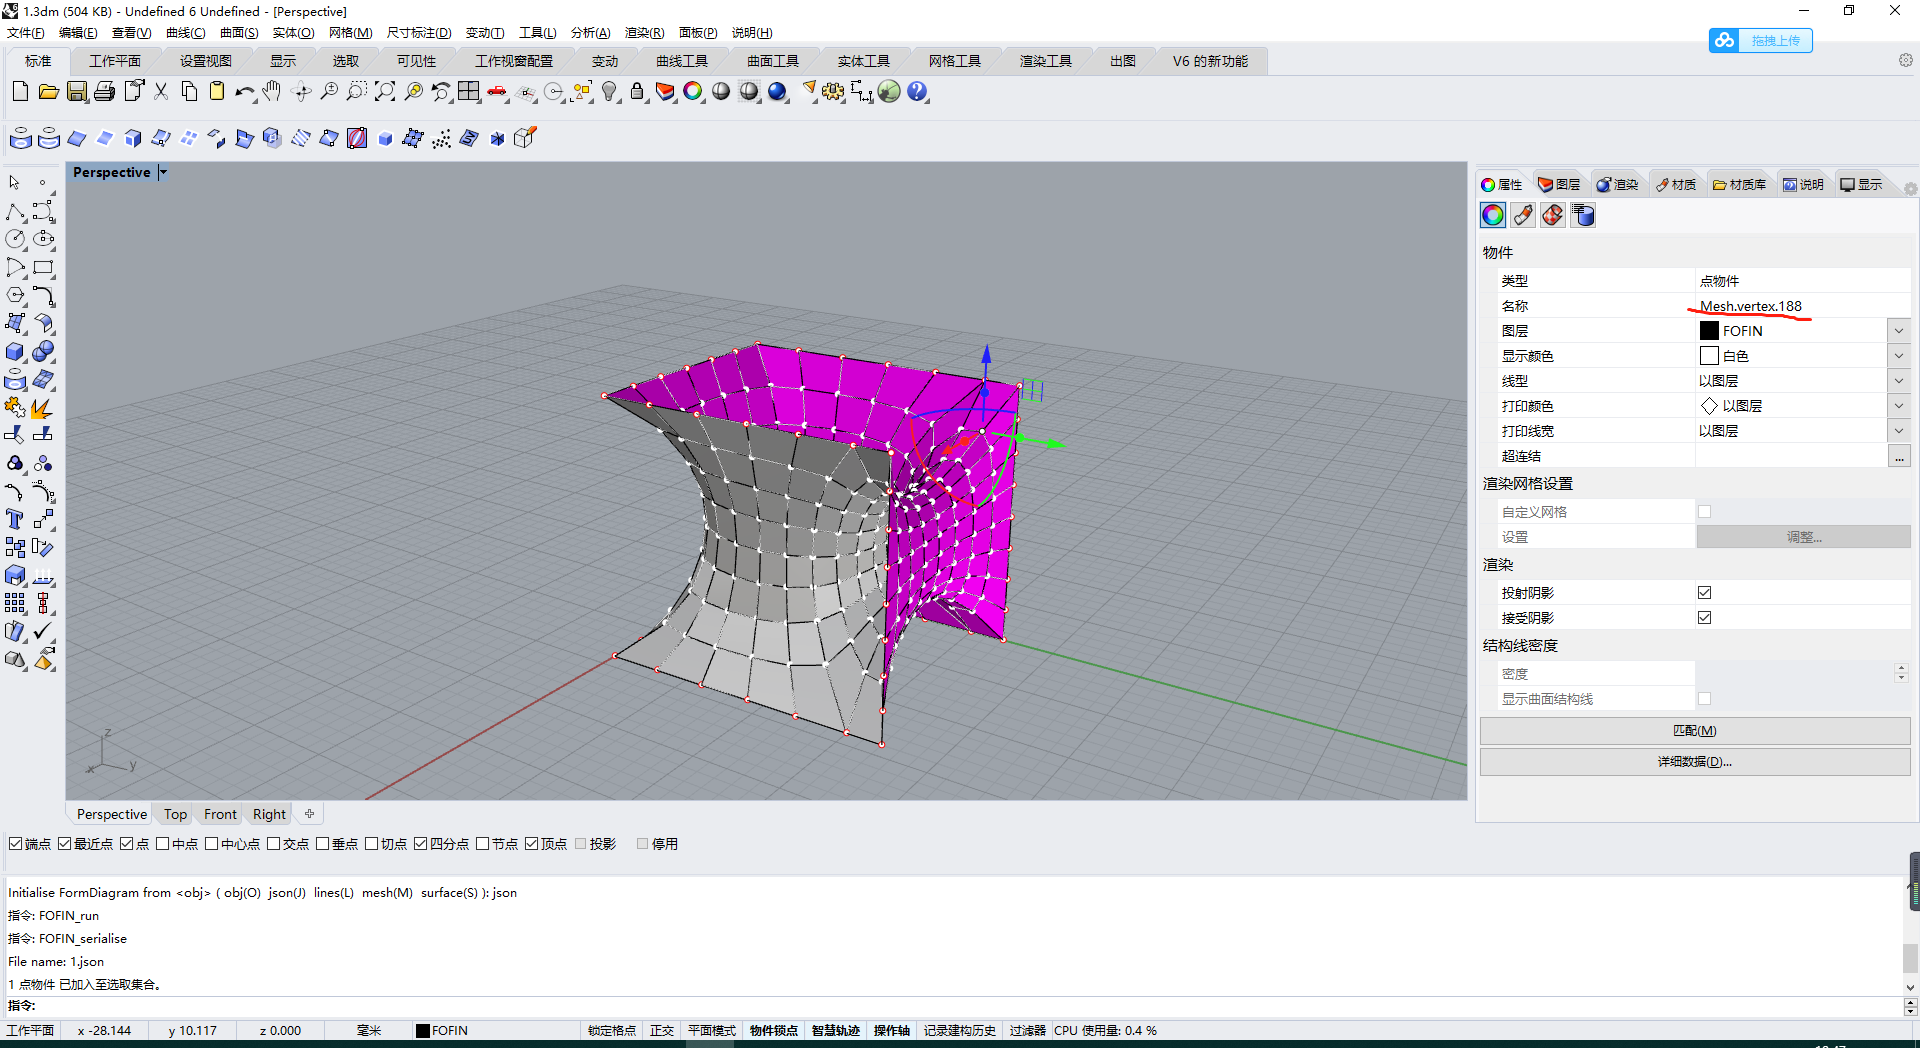 1.3dm (504 KB) - Undefined 6 Undefined - [Perspective]
文件(F) 编辑(E) 查看(V) 曲线(C) 曲面(S) 实体(O) 网格(M) 尺寸标注(D) 变动(T) 工具(L) 分析(A) 渲染(R) 面板(P) 说明(H)
拖拽上传
标准 工作平面 设置视图 显示 选取 可见性 工作视窗配置 变动 曲线工具 曲面工具 实体工具 网格工具 渲染工具 出图 V6 的新功能
Perspective
属性 图层 渲染 材质 材质库 说明 显示
物件
类型 点物件
名称 Mesh.vertex.188
图层 FOFIN
显示颜色 白色
线型 以图层
打印颜色 以图层
打印线宽 以图层
超连结 ...
渲染网格设置
自定义网格
设置 调整...
渲染
投射阴影
接受阴影
结构线密度
密度
显示曲面结构线
匹配(M)
详细数据(D)...
z
x y
Perspective Top Front Right
端点 最近点 点 中点 中心点 交点 垂点 切点 四分点 节点 顶点 投影 停用
Initialise FormDiagram from <obj> ( obj(O) json(J) lines(L) mesh(M) surface(S) ): json
指令: FOFIN_run
指令: FOFIN_serialise
File name: 1.json
1 点物件 已加入至选取集合。
指令:
工作平面 x -28.144 y 10.117 z 0.000 毫米 FOFIN 锁定格点 正交 平面模式 物件锁点 智慧轨迹 操作轴 记录建构历史 过滤器 CPU 使用量: 0.4 %